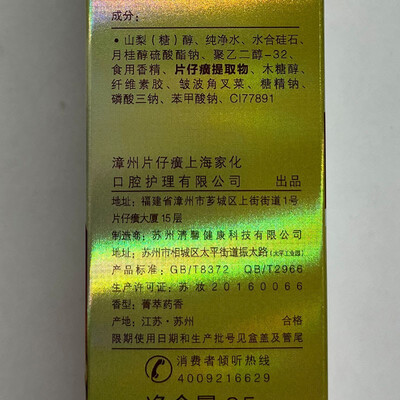 成分：
•山梨（糖）醇、纯净水、水合硅石、
月桂醇硫酸酯钠、聚乙二醇-32、
食用香精、片仔癀提取物、木糖醇、
纤维素胶、皱波角叉菜、糖精钠、
磷酸三钠、苯甲酸钠、CI77891
漳州片仔癀上海家化
口腔护理有限公司 出品
地址：福建省漳州市芗城区上街街道1号
片仔癀大厦15层
制造商：苏州清馨健康科技有限公司
地址：苏州市相城区太平街道振太路（太平工业园）
产品标准：GB/T8372 QB/T2966
生产许可证：苏妆20160066
香型：菁萃药香
产地：江苏·苏州 合格
限期使用日期和生产批号见盒盖及管尾
消费者倾听热线
4009216629